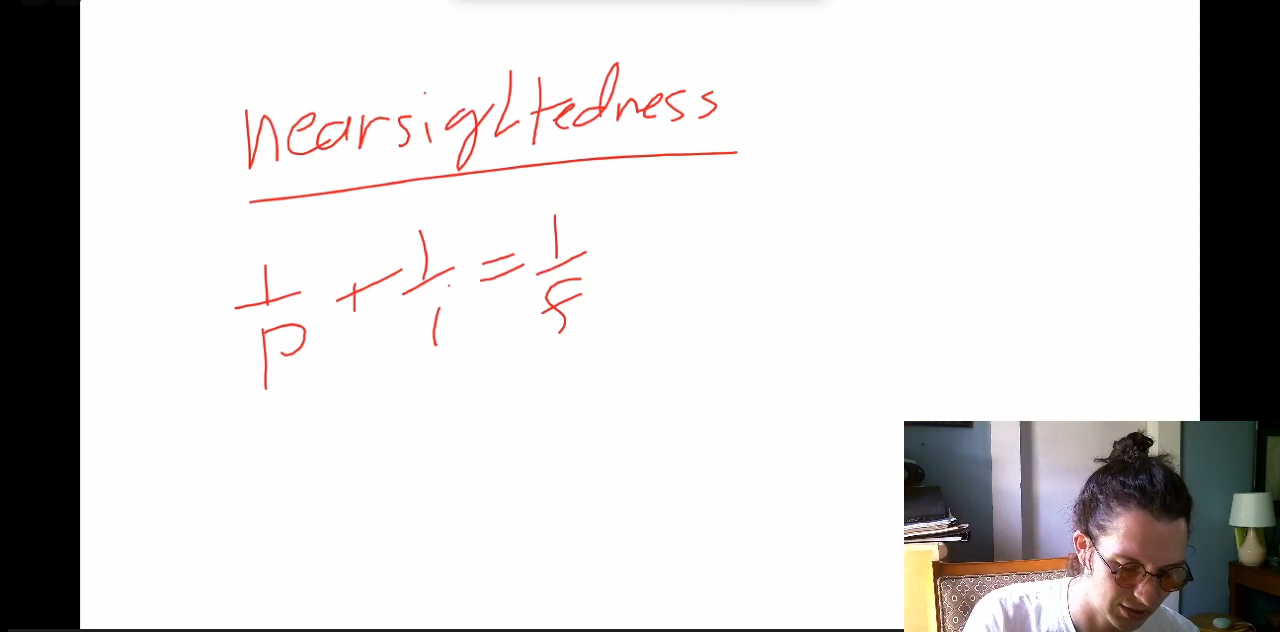 nearsightedness
1/p + 1/i = 1/f